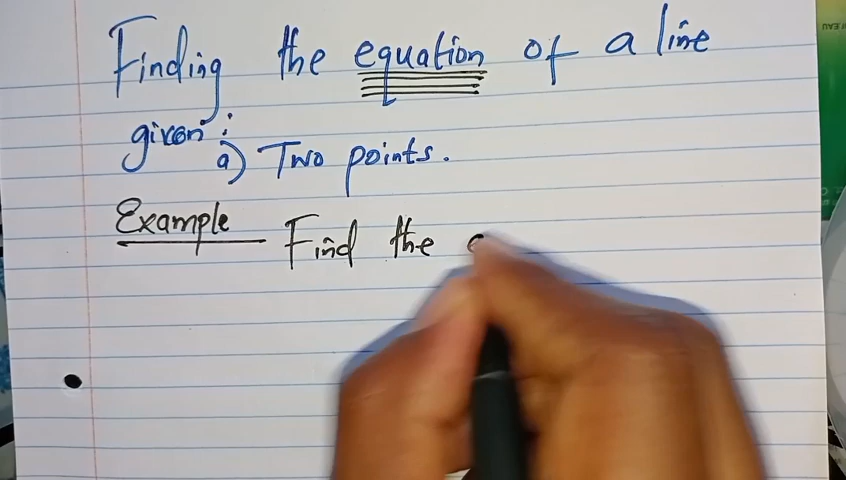 Finding the equation of a line
given:
a) Two points.
Example Find the